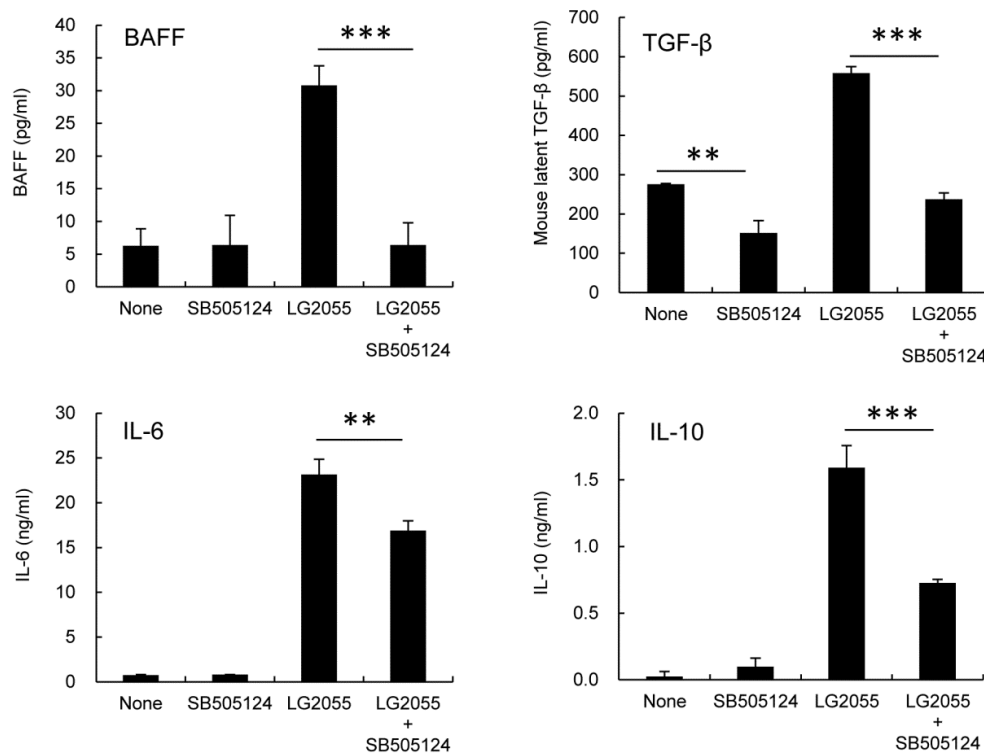 BAFF
***
BAFF (pg/ml)
40
35
30
25
20
15
10
5
0
None
SB505124
LG2055
LG2055
+
SB505124
TGF-β
***
**
Mouse latent TGF-β (pg/ml)
700
600
500
400
300
200
100
0
None
SB505124
LG2055
LG2055
+
SB505124
IL-6
**
IL-6 (ng/ml)
30
25
20
15
10
5
0
None
SB505124
LG2055
LG2055
+
SB505124
IL-10
***
IL-10 (ng/ml)
2.0
1.5
1.0
0.5
0.0
None
SB505124
LG2055
LG2055
+
SB505124